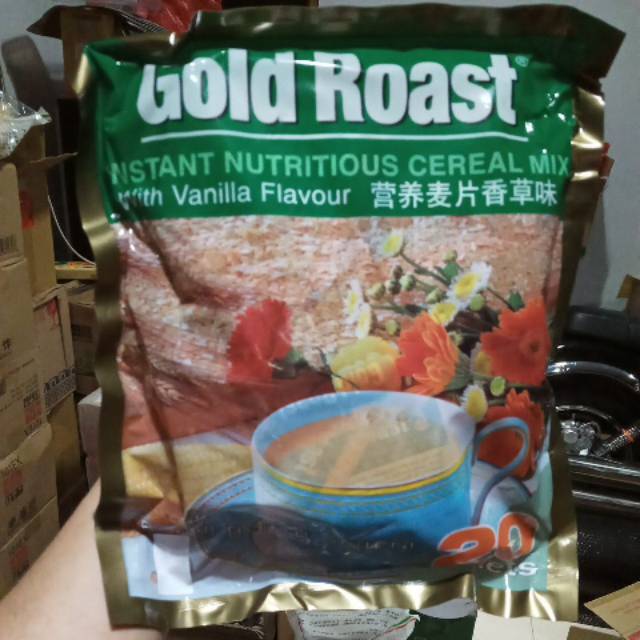 Gold Roast®
INSTANT NUTRITIOUS CEREAL MIX
With Vanilla Flavour 营养麦片香草味
20